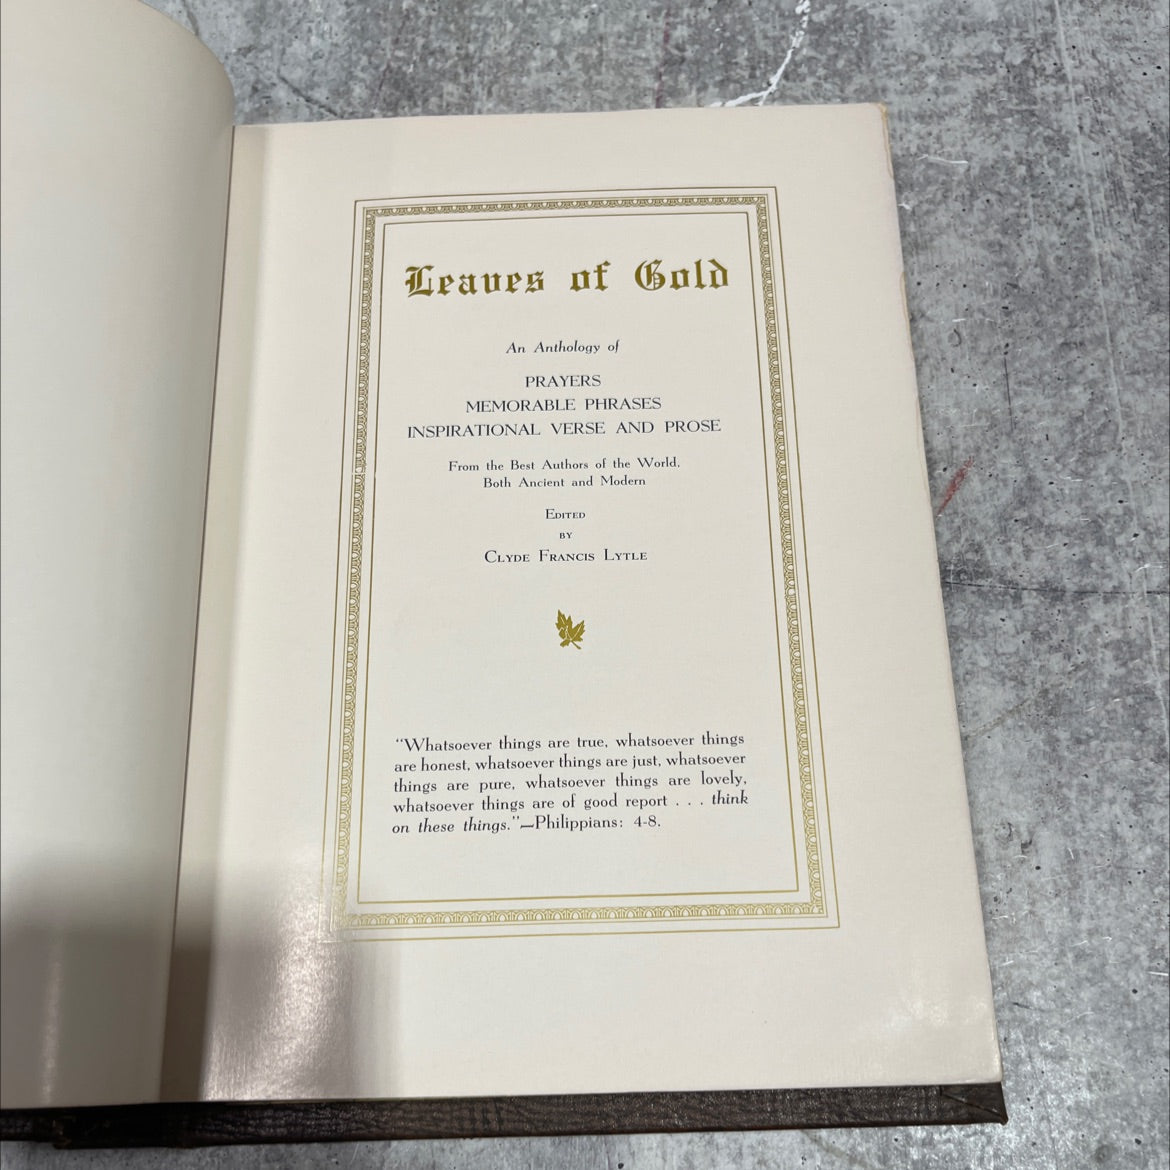 Leaves of Gold
An Anthology of
PRAYERS
MEMORABLE PHRASES
INSPIRATIONAL VERSE AND PROSE
From the Best Authors of the World,
Both Ancient and Modern
EDITED
BY
CLYDE FRANCIS LYTLE
“Whatsoever things are true, whatsoever things
are honest, whatsoever things are just, whatsoever
things are pure, whatsoever things are lovely,
whatsoever things are of good report . . . think
on these things.”—Philippians: 4-8.